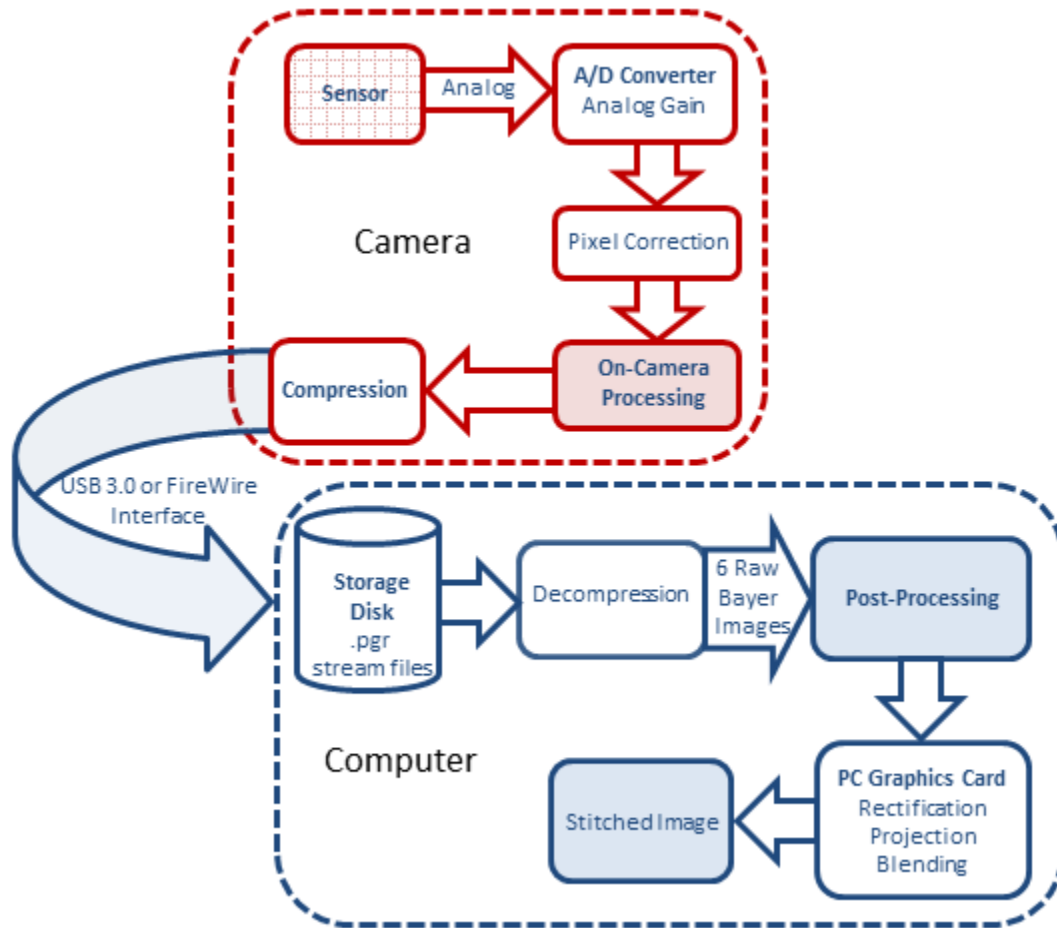 Sensor
Analog
A/D Converter
Analog Gain
Camera
Pixel Correction
On-Camera
Processing
Compression
USB 3.0 or FireWire
Interface
Storage
Disk
.pgr
stream files
Decompression
6 Raw
Bayer
Images
Post-Processing
Computer
PC Graphics Card
Rectification
Projection
Blending
Stitched Image